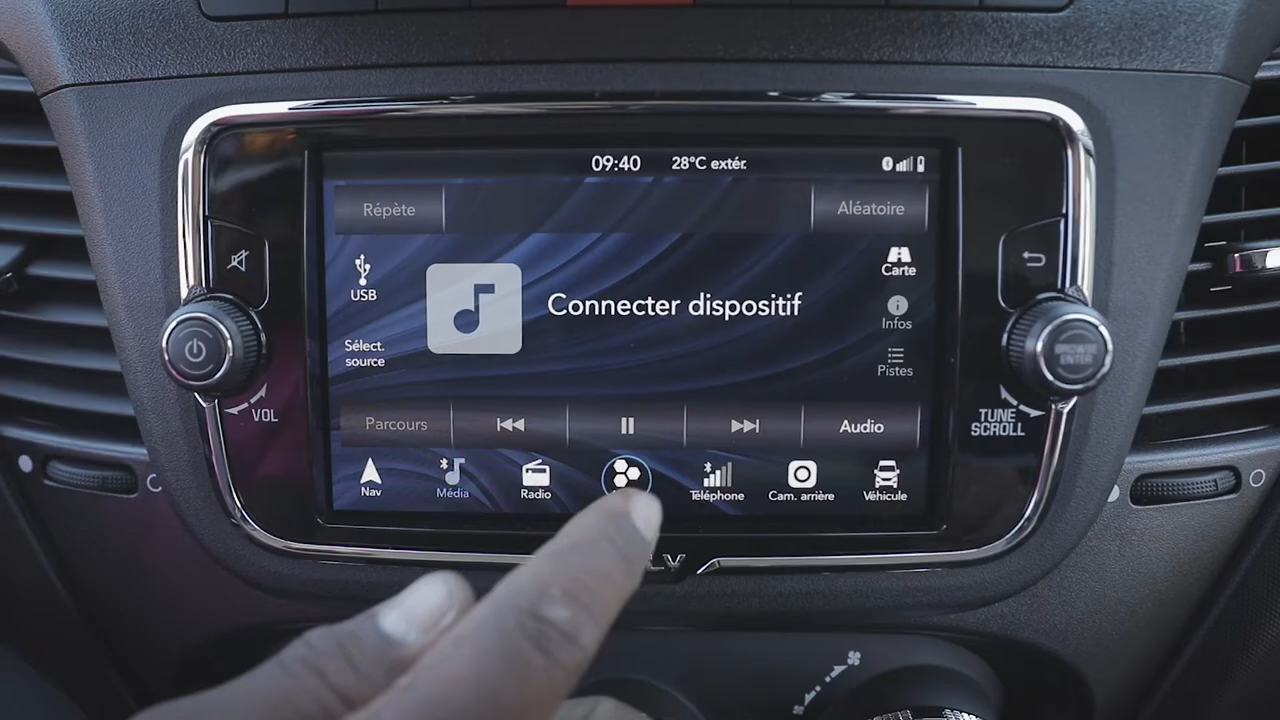 09:40 28°C extér.
Répète
Aléatoire
USB
Carte
Connecter dispositif
Infos
Sélect.
source
Pistes
VOL
TUNE
SCROLL
Parcours
Audio
Nav
Média
Radio
Téléphone
Cam. arrière
Véhicule